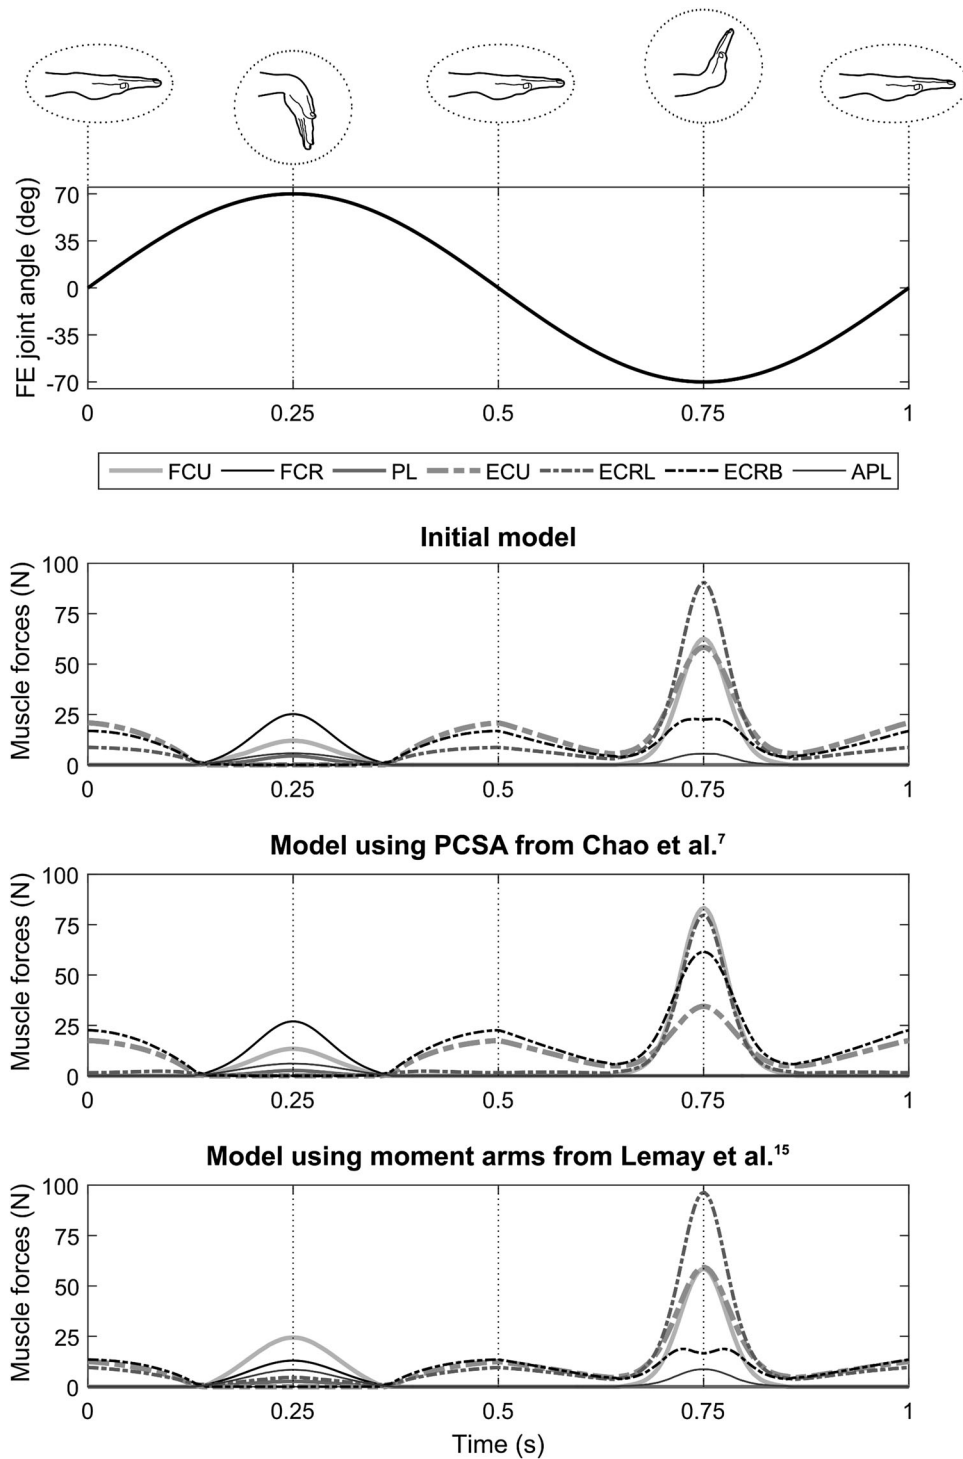 FE joint angle (deg)
70
35
0
-35
-70
0 0.25 0.5 0.75 1
FCU FCR PL ECU ECRL ECRB APL
Initial model
Muscle forces (N)
100
75
50
25
0
0 0.25 0.5 0.75 1
Model using PCSA from Chao et al.7
Muscle forces (N)
100
75
50
25
0
0 0.25 0.5 0.75 1
Model using moment arms from Lemay et al.15
Muscle forces (N)
100
75
50
25
0
0 0.25 0.5 0.75 1
Time (s)